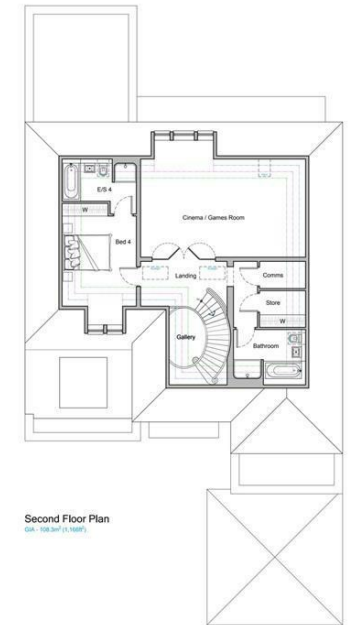 E/S 4
W
Cinema / Games Room
Bed 4
Landing
Comms
Store
W
Gallery
Bathroom
Second Floor Plan
GIA - 108.3m² (1,166ft²)